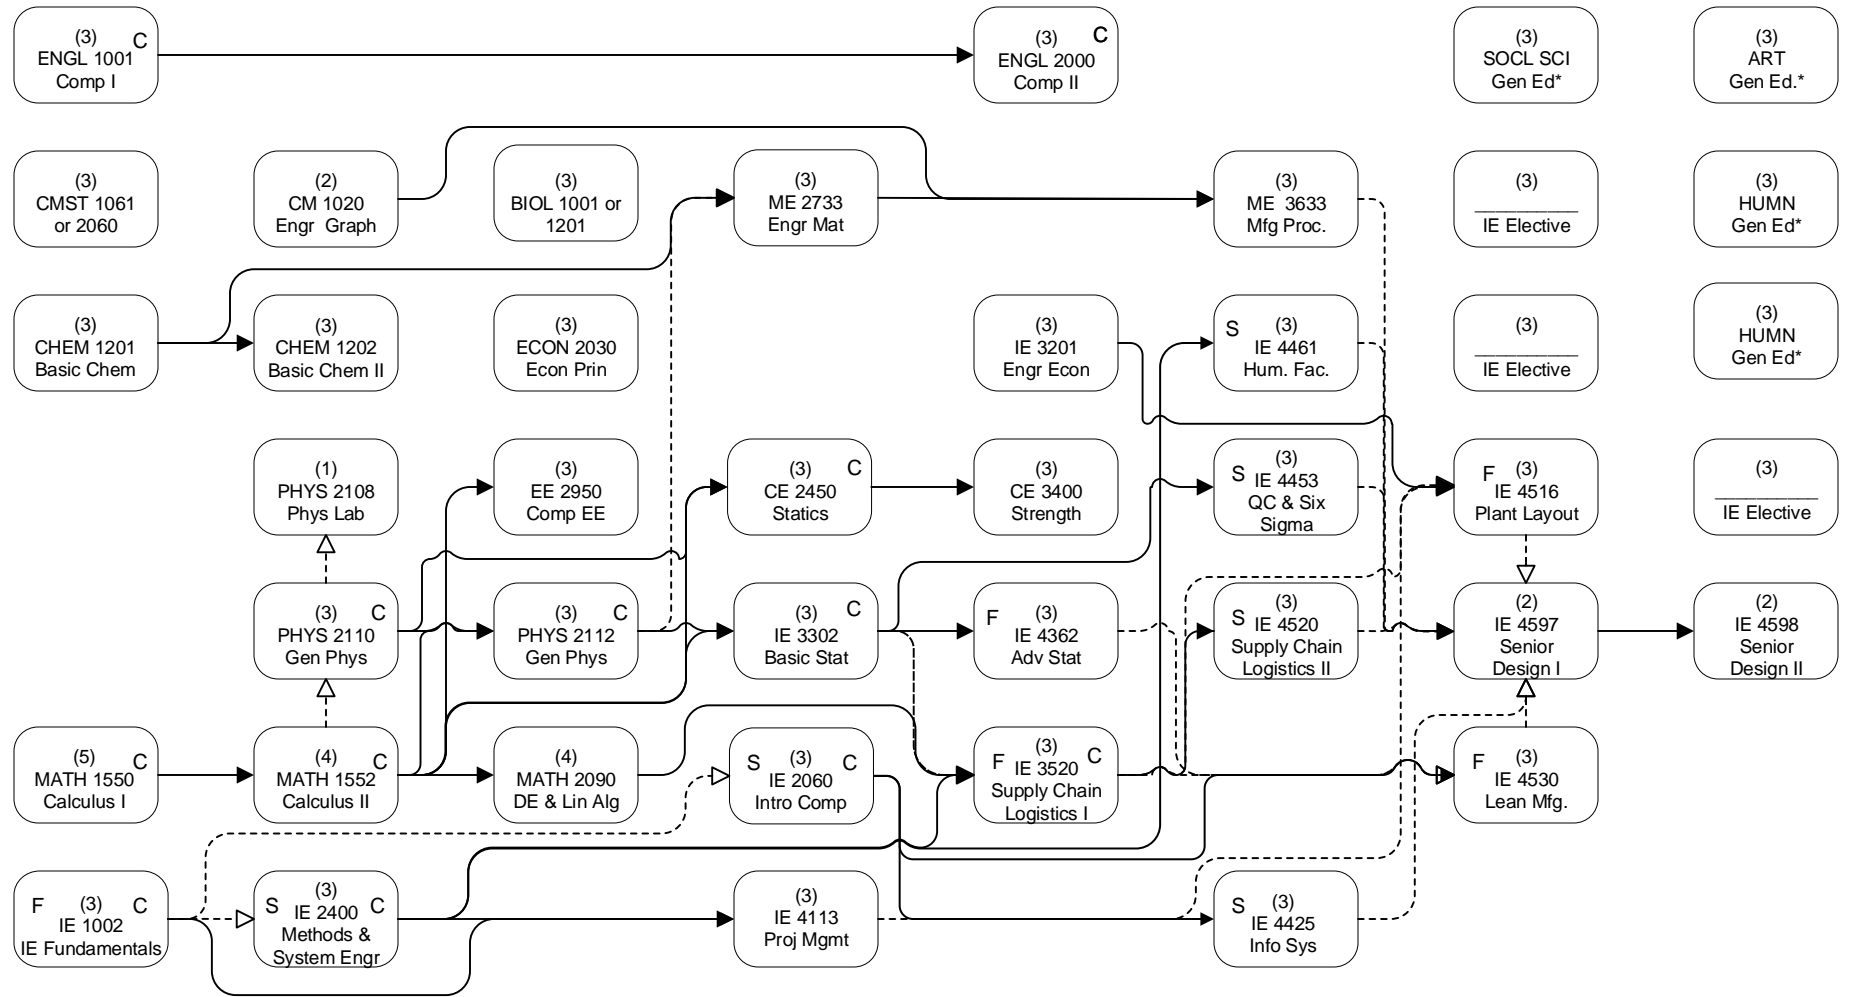 (3) C
ENGL 1001
Comp I
(3) C
ENGL 2000
Comp II
(3)
SOCL SCI
Gen Ed*
(3)
ART
Gen Ed.*
(3)
CMST 1061
or 2060
(2)
CM 1020
Engr Graph
(3)
BIOL 1001 or
1201
(3)
ME 2733
Engr Mat
(3)
ME 3633
Mfg Proc.
(3)
___________
IE Elective
(3)
HUMN
Gen Ed*
(3)
CHEM 1201
Basic Chem
(3)
CHEM 1202
Basic Chem II
(3)
ECON 2030
Econ Prin
(3)
IE 3201
Engr Econ
S (3)
IE 4461
Hum. Fac.
(3)
___________
IE Elective
(3)
HUMN
Gen Ed*
(1)
PHYS 2108
Phys Lab
(3)
EE 2950
Comp EE
(3) C
CE 2450
Statics
(3)
CE 3400
Strength
S (3)
IE 4453
QC & Six
Sigma
F (3)
IE 4516
Plant Layout
(3)
___________
IE Elective
(3) C
PHYS 2110
Gen Phys
(3) C
PHYS 2112
Gen Phys
(3) C
IE 3302
Basic Stat
F (3)
IE 4362
Adv Stat
S (3)
IE 4520
Supply Chain
Logistics II
(2)
IE 4597
Senior
Design I
(2)
IE 4598
Senior
Design II
(5) C
MATH 1550
Calculus I
(4) C
MATH 1552
Calculus II
(4)
MATH 2090
DE & Lin Alg
S (3) C
IE 2060
Intro Comp
F (3) C
IE 3520
Supply Chain
Logistics I
F (3)
IE 4530
Lean Mfg.
F (3) C
IE 1002
IE Fundamentals
S (3) C
IE 2400
Methods &
System Engr
(3)
IE 4113
Proj Mgmt
S (3)
IE 4425
Info Sys